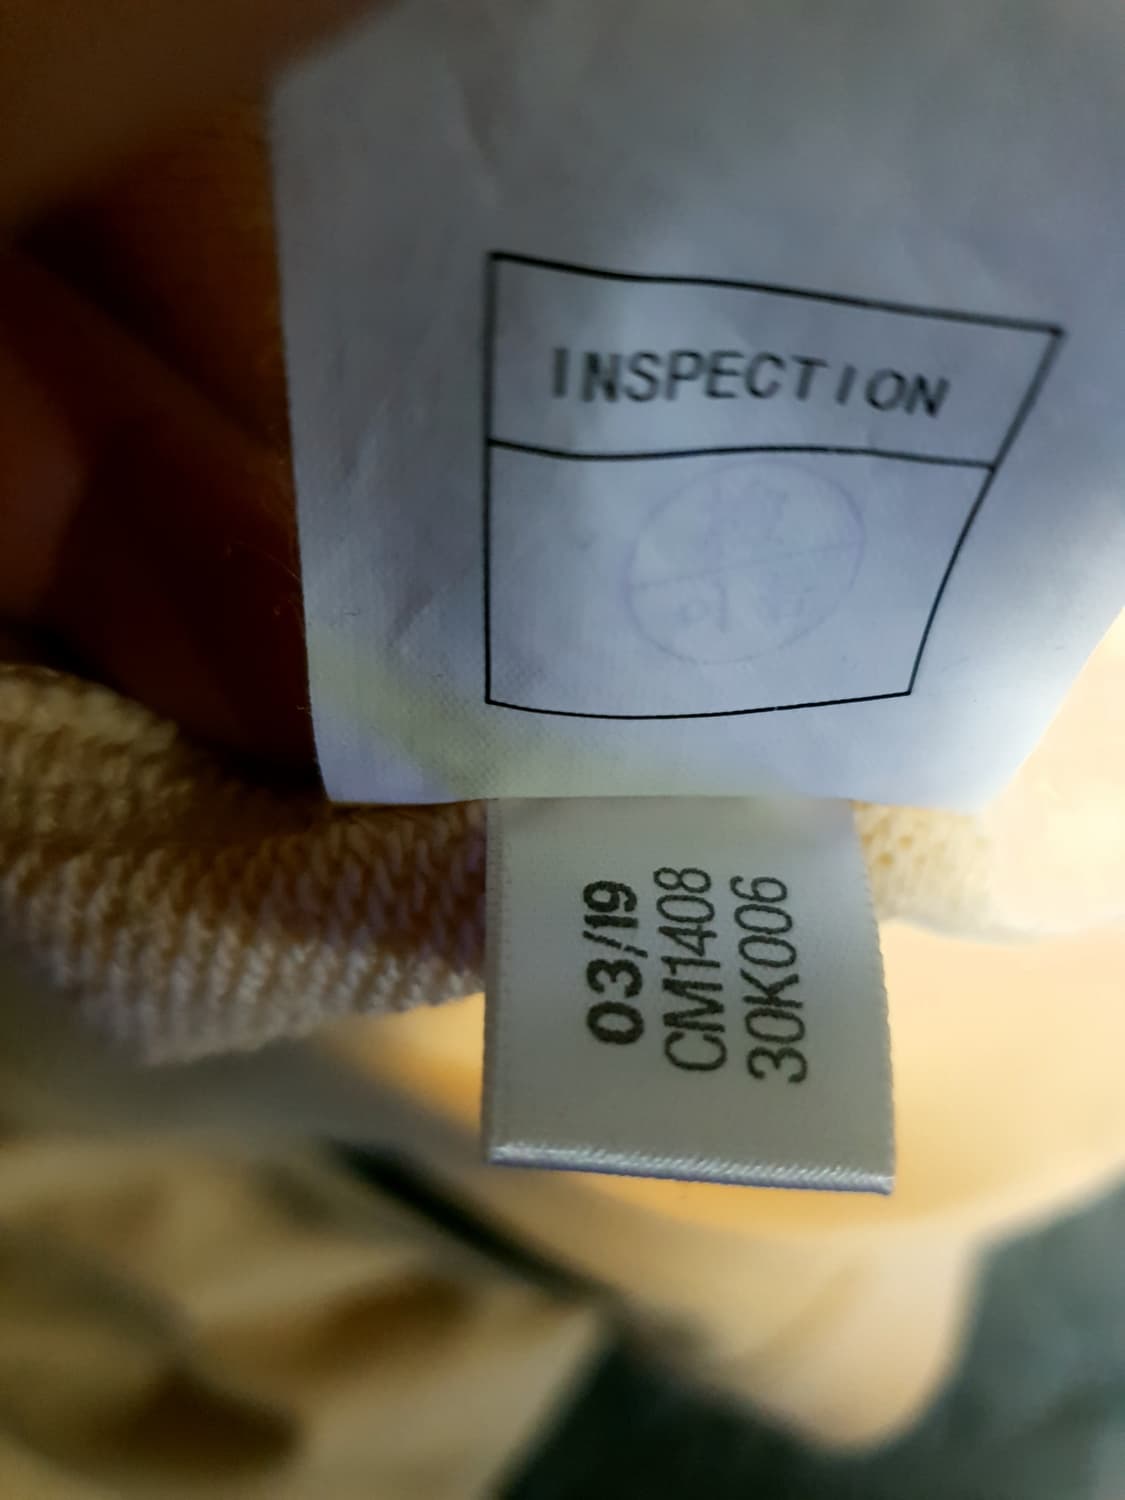 INSPECTION
03/19
CM1408
30K006